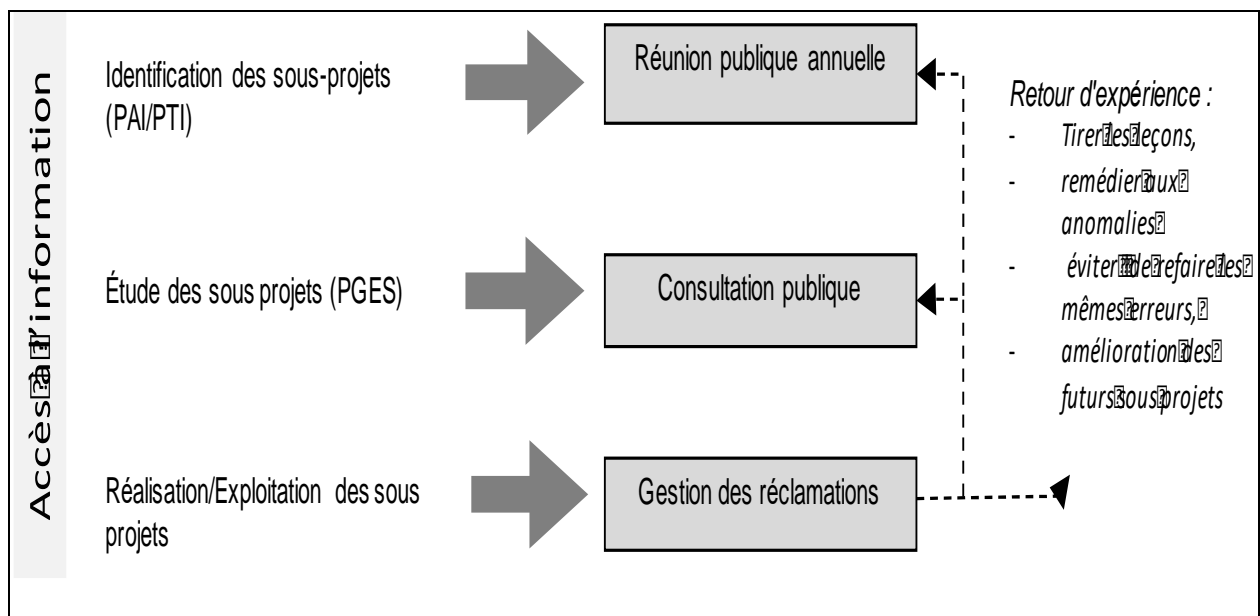 Accès à l'information
Identification des sous-projets
(PAI/PTI)
Réunion publique annuelle
Étude des sous projets (PGES)
Consultation publique
Réalisation/Exploitation des sous
projets
Gestion des réclamations
Retour d'expérience :
- Tirer les leçons,
- remédier aux
anomalies
- éviter de refaire les
mêmes erreurs,
- amélioration des
futurs sous projets